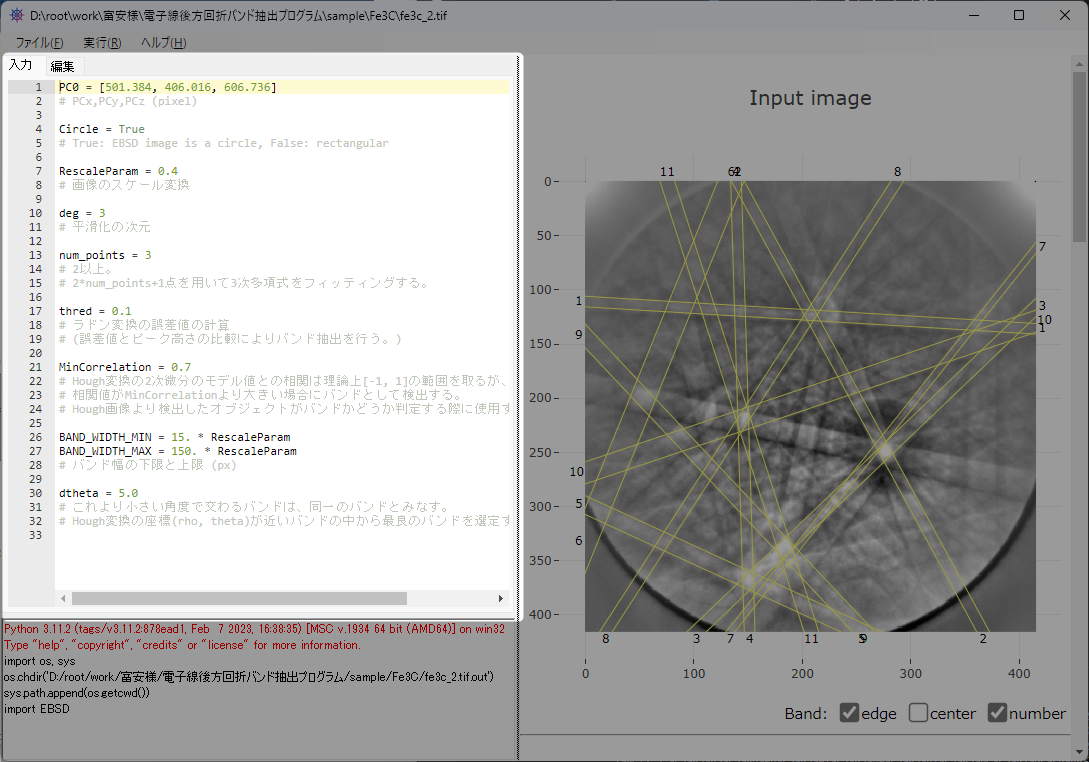 D:\root\work\富安様\電子線後方回折バンド抽出プログラム\sample\Fe3C\fe3c_2.tif
ファイル(F) 実行(R) ヘルプ(H)
入力 編集
1 PC0 = [501.384, 406.016, 606.736]
2 # PCx,PCy,PCz (pixel)
3
4 Circle = True
5 # True: EBSD image is a circle, False: rectangular
6
7 RescaleParam = 0.4
8 # 画像のスケール変換
9
10 deg = 3
11 # 平滑化の次元
12
13 num_points = 3
14 # 2以上。
15 # 2*num_points+1点を用いて3次多項式をフィッティングする。
16
17 thred = 0.1
18 # ラドン変換の誤差値の計算
19 # (誤差値とピーク高さの比較によりバンド抽出を行う。)
20
21 MinCorrelation = 0.7
22 # Hough変換の2次微分のモデル値との相関は理論上[-1, 1]の範囲を取るが、
23 # 相関値がMinCorrelationより大きい場合にバンドとして検出する。
24 # Hough画像より検出したオブジェクトがバンドかどうか判定する際に使用す
25
26 BAND_WIDTH_MIN = 15. * RescaleParam
27 BAND_WIDTH_MAX = 150. * RescaleParam
28 # バンド幅の下限と上限 (px)
29
30 dtheta = 5.0
31 # これより小さい角度で交わるバンドは、同一のバンドとみなす。
32 # Hough変換の座標(rho, theta)が近いバンドの中から最良のバンドを選定す
33
Python 3.11.2 (tags/v3.11.2:878ead1, Feb 7 2023, 16:38:35) [MSC v.1934 64 bit (AMD64)] on win32
Type "help", "copyright", "credits" or "license" for more information.
import os, sys
os.chdir('D:/root/work/富安様/電子線後方回折バンド抽出プログラム/sample/Fe3C/fe3c_2.tif.out')
sys.path.append(os.getcwd())
import EBSD
Input image
11 8
0
50
7
100
1 3
10
9 1
150
200
250
10
300
5
6
350
400
8 3 7 4 11 2
0 100 200 300 400
Band: edge center number